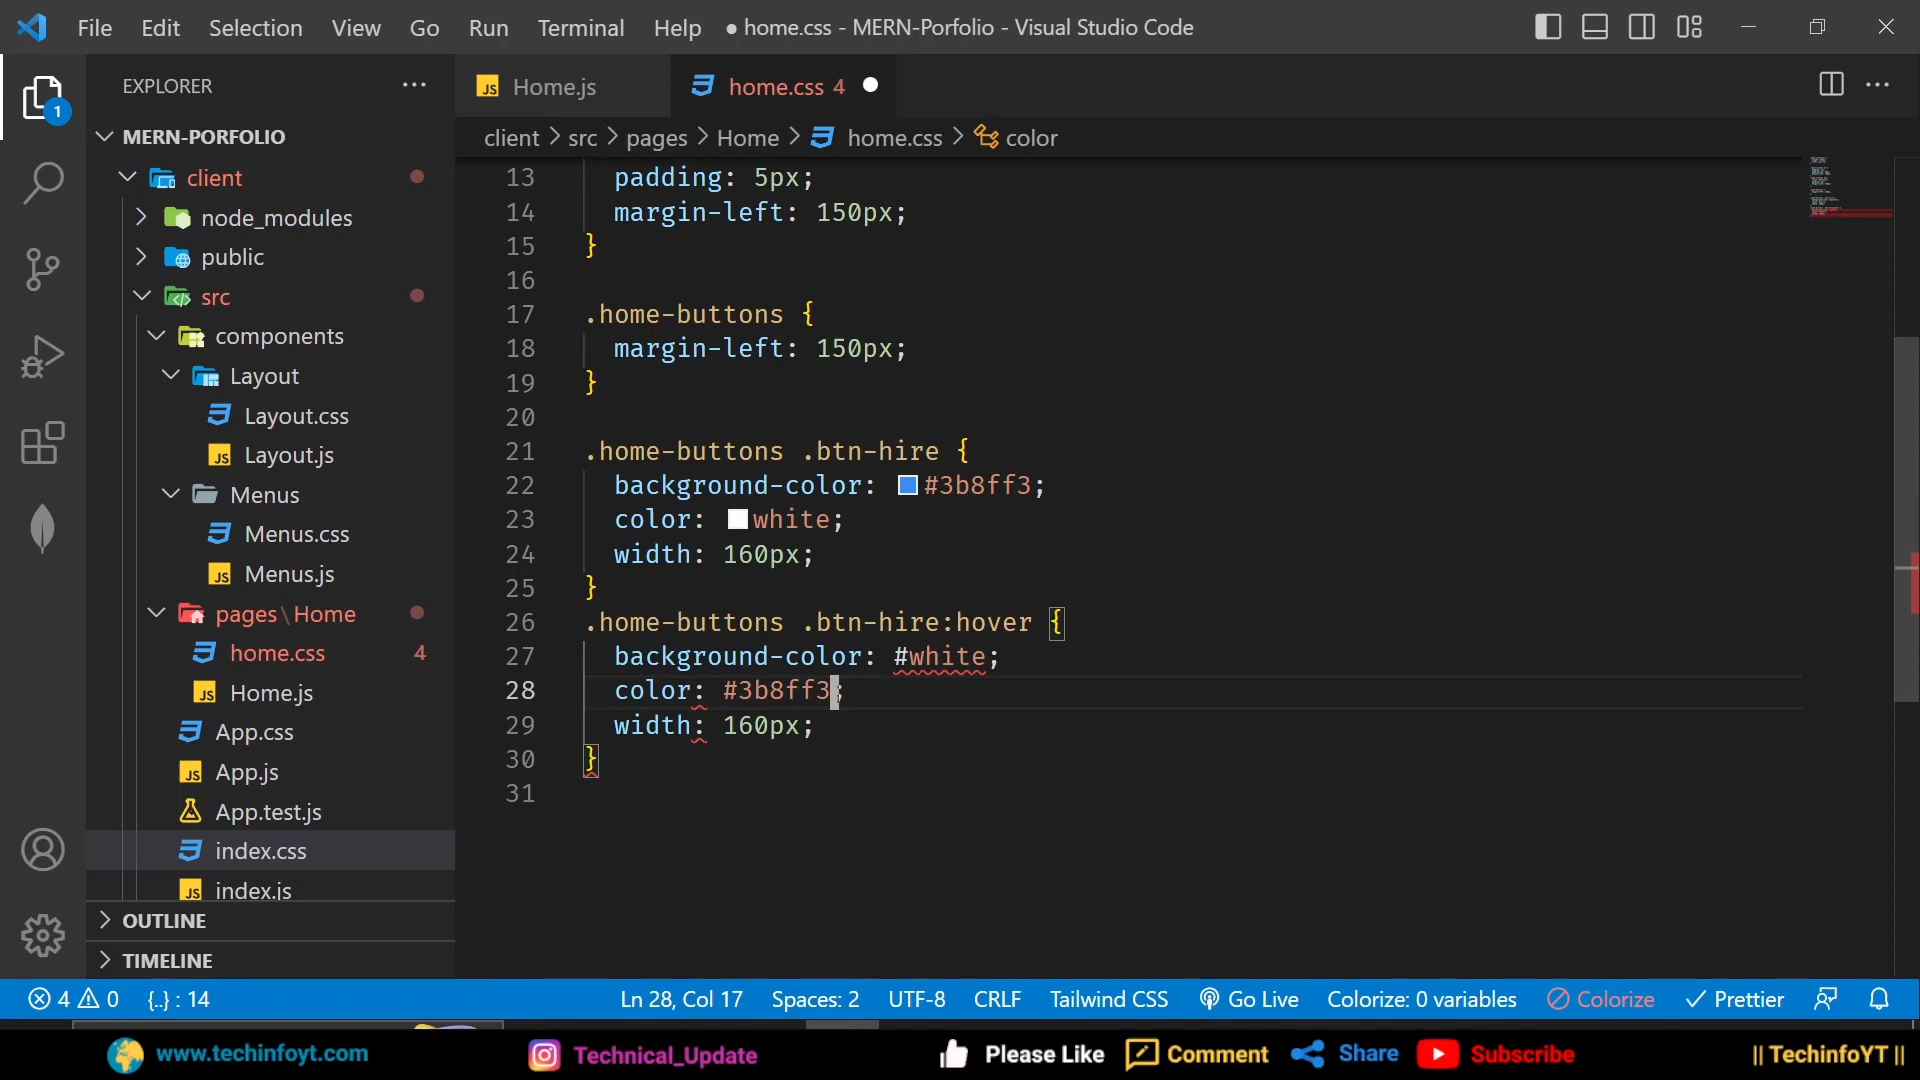 File Edit Selection View Go Run Terminal Help ● home.css - MERN-Porfolio - Visual Studio Code
EXPLORER ···
JS Home.js home.css 4
1
MERN-PORFOLIO
client > src > pages > Home > home.css > color
client
node_modules
public
src
components
Layout
Layout.css
JS Layout.js
Menus
Menus.css
JS Menus.js
pages\Home
home.css 4
JS Home.js
App.css
JS App.js
App.test.js
index.css
JS index.js
OUTLINE
TIMELINE
13 padding: 5px;
14 margin-left: 150px;
15 }
16
17 .home-buttons {
18 margin-left: 150px;
19 }
20
21 .home-buttons .btn-hire {
22 background-color: #3b8ff3;
23 color: white;
24 width: 160px;
25 }
26 .home-buttons .btn-hire:hover {
27 background-color: #white;
28 color: #3b8ff3;
29 width: 160px;
30 }
31
4 0 {..} : 14 Ln 28, Col 17 Spaces: 2 UTF-8 CRLF Tailwind CSS Go Live Colorize: 0 variables Colorize Prettier
www.techinfoyt.com Technical_Update Please Like Comment Share Subscribe || TechinfoYT ||